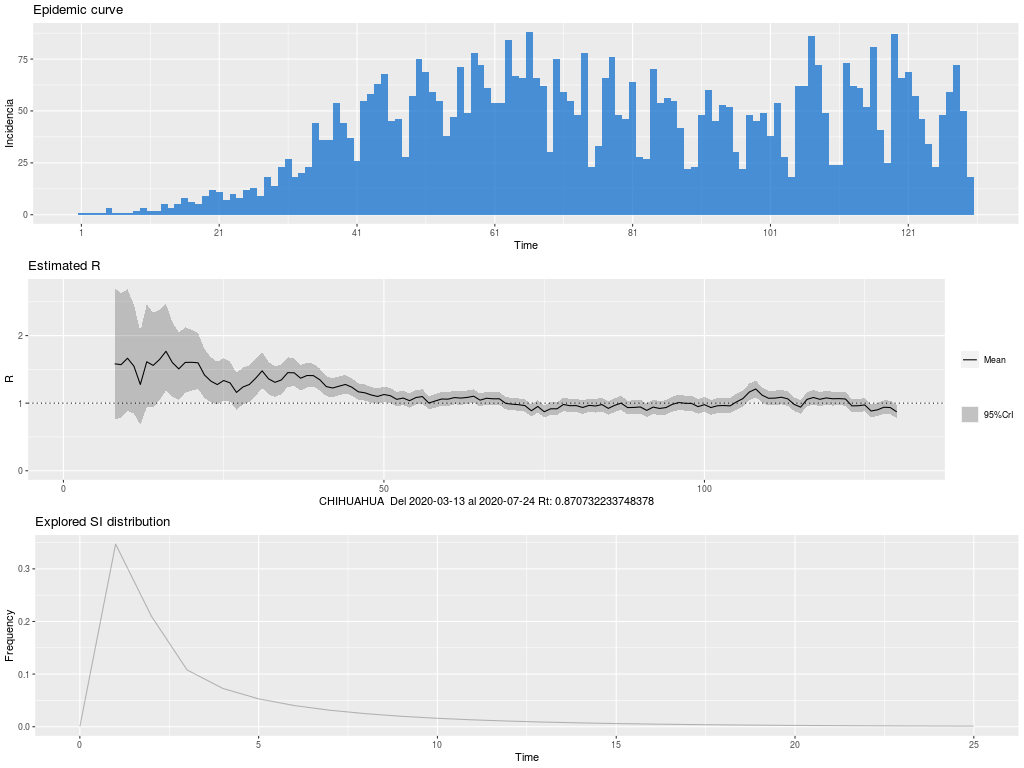 Epidemic curve
Incidencia
75
50
25
0
1 21 41 61 81 101 121
Time
Estimated R
R
2
1
0
0 50 100
CHIHUAHUA Del 2020-03-13 al 2020-07-24 Rt: 0.870732233748378
Mean
95%CrI
Explored SI distribution
Frequency
0.3
0.2
0.1
0.0
0 5 10 15 20 25
Time